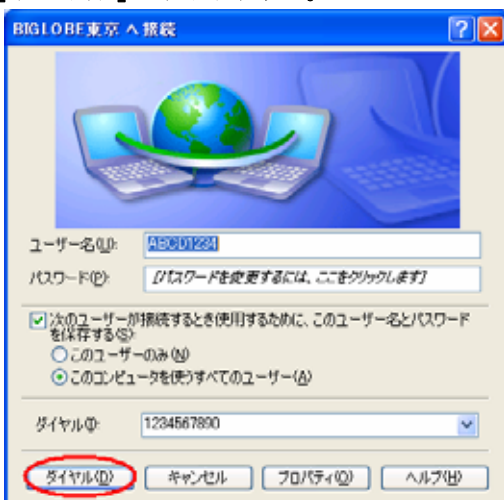 BIGLOBE東京 へ接続
ユーザー名(U):
ABCD1234
パスワード(P):
[パスワードを変更するには、ここをクリックします]
次のユーザーが接続するとき使用するために、このユーザー名とパスワード
を保存する(S):
このユーザーのみ(N)
このコンピュータを使うすべてのユーザー(A)
ダイヤル(I):
1234567890
ダイヤル(D)
キャンセル
プロパティ(O)
ヘルプ(H)